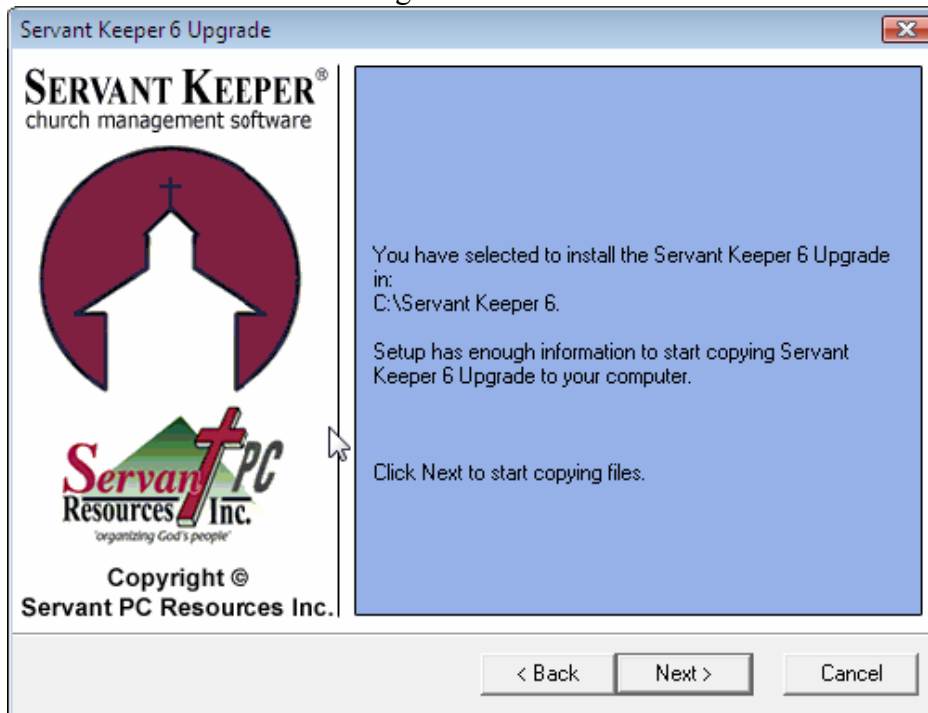 Servant Keeper 6 Upgrade
SERVANT KEEPER®
church management software
Servant PC
Resources Inc.
"organizing God's people"
Copyright ©
Servant PC Resources Inc.
You have selected to install the Servant Keeper 6 Upgrade
in:
C:\Servant Keeper 6.
Setup has enough information to start copying Servant
Keeper 6 Upgrade to your computer.
Click Next to start copying files.
< Back
Next >
Cancel